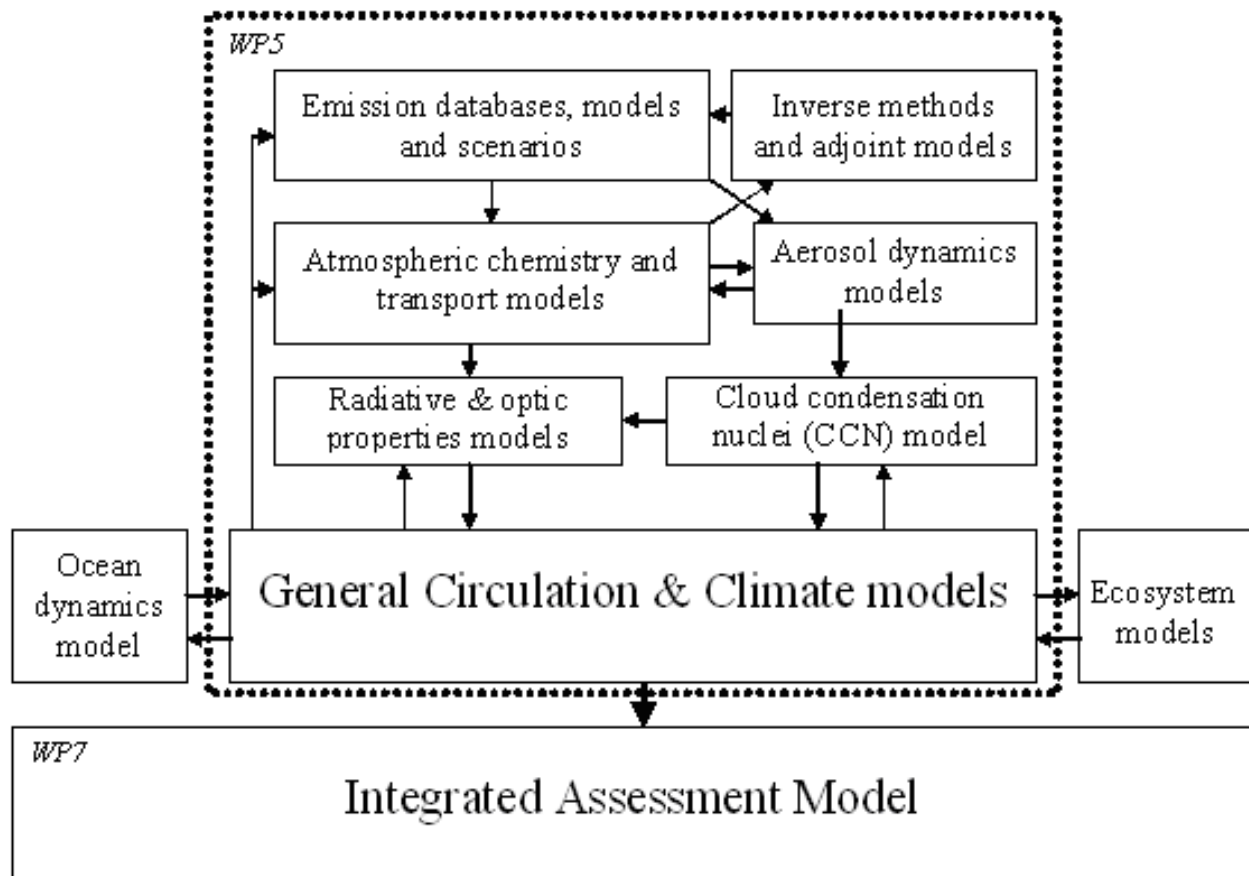 WP5
Emission databases, models
and scenarios
Inverse methods
and adjoint models
Atmospheric chemistry and
transport models
Aerosol dynamics
models
Radiative & optic
properties models
Cloud condensation
nuclei (CCN) model
Ocean
dynamics
model
General Circulation & Climate models
Ecosystem
models
WP7
Integrated Assessment Model